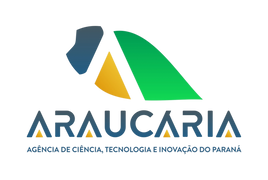 ARAUCÁRIA
AGÊNCIA DE CIÊNCIA, TECNOLOGIA E INOVAÇÃO DO PARANÁ